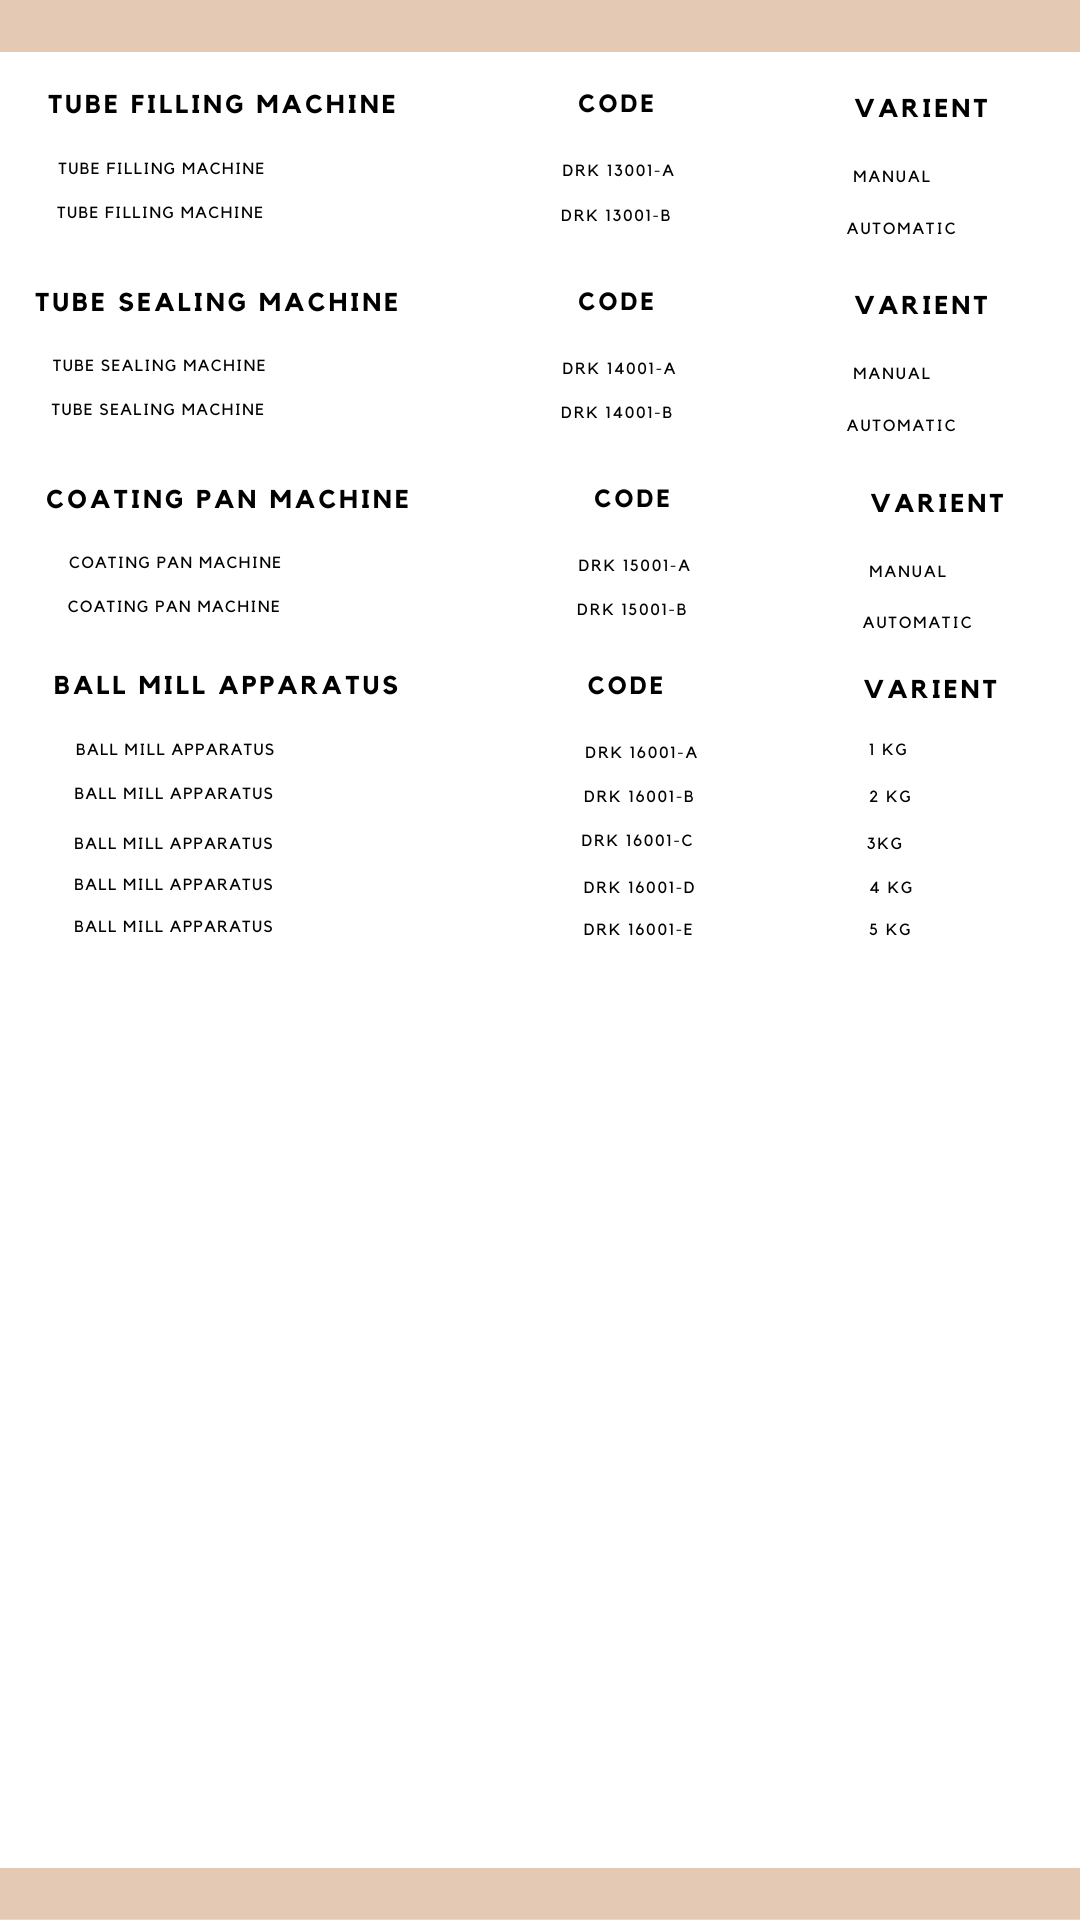 TUBE FILLING MACHINE CODE VARIENT
TUBE FILLING MACHINE DRK 13001-A MANUAL
TUBE FILLING MACHINE DRK 13001-B AUTOMATIC
TUBE SEALING MACHINE CODE VARIENT
TUBE SEALING MACHINE DRK 14001-A MANUAL
TUBE SEALING MACHINE DRK 14001-B AUTOMATIC
COATING PAN MACHINE CODE VARIENT
COATING PAN MACHINE DRK 15001-A MANUAL
COATING PAN MACHINE DRK 15001-B AUTOMATIC
BALL MILL APPARATUS CODE VARIENT
BALL MILL APPARATUS DRK 16001-A 1 KG
BALL MILL APPARATUS DRK 16001-B 2 KG
BALL MILL APPARATUS DRK 16001-C 3KG
BALL MILL APPARATUS DRK 16001-D 4 KG
BALL MILL APPARATUS DRK 16001-E 5 KG